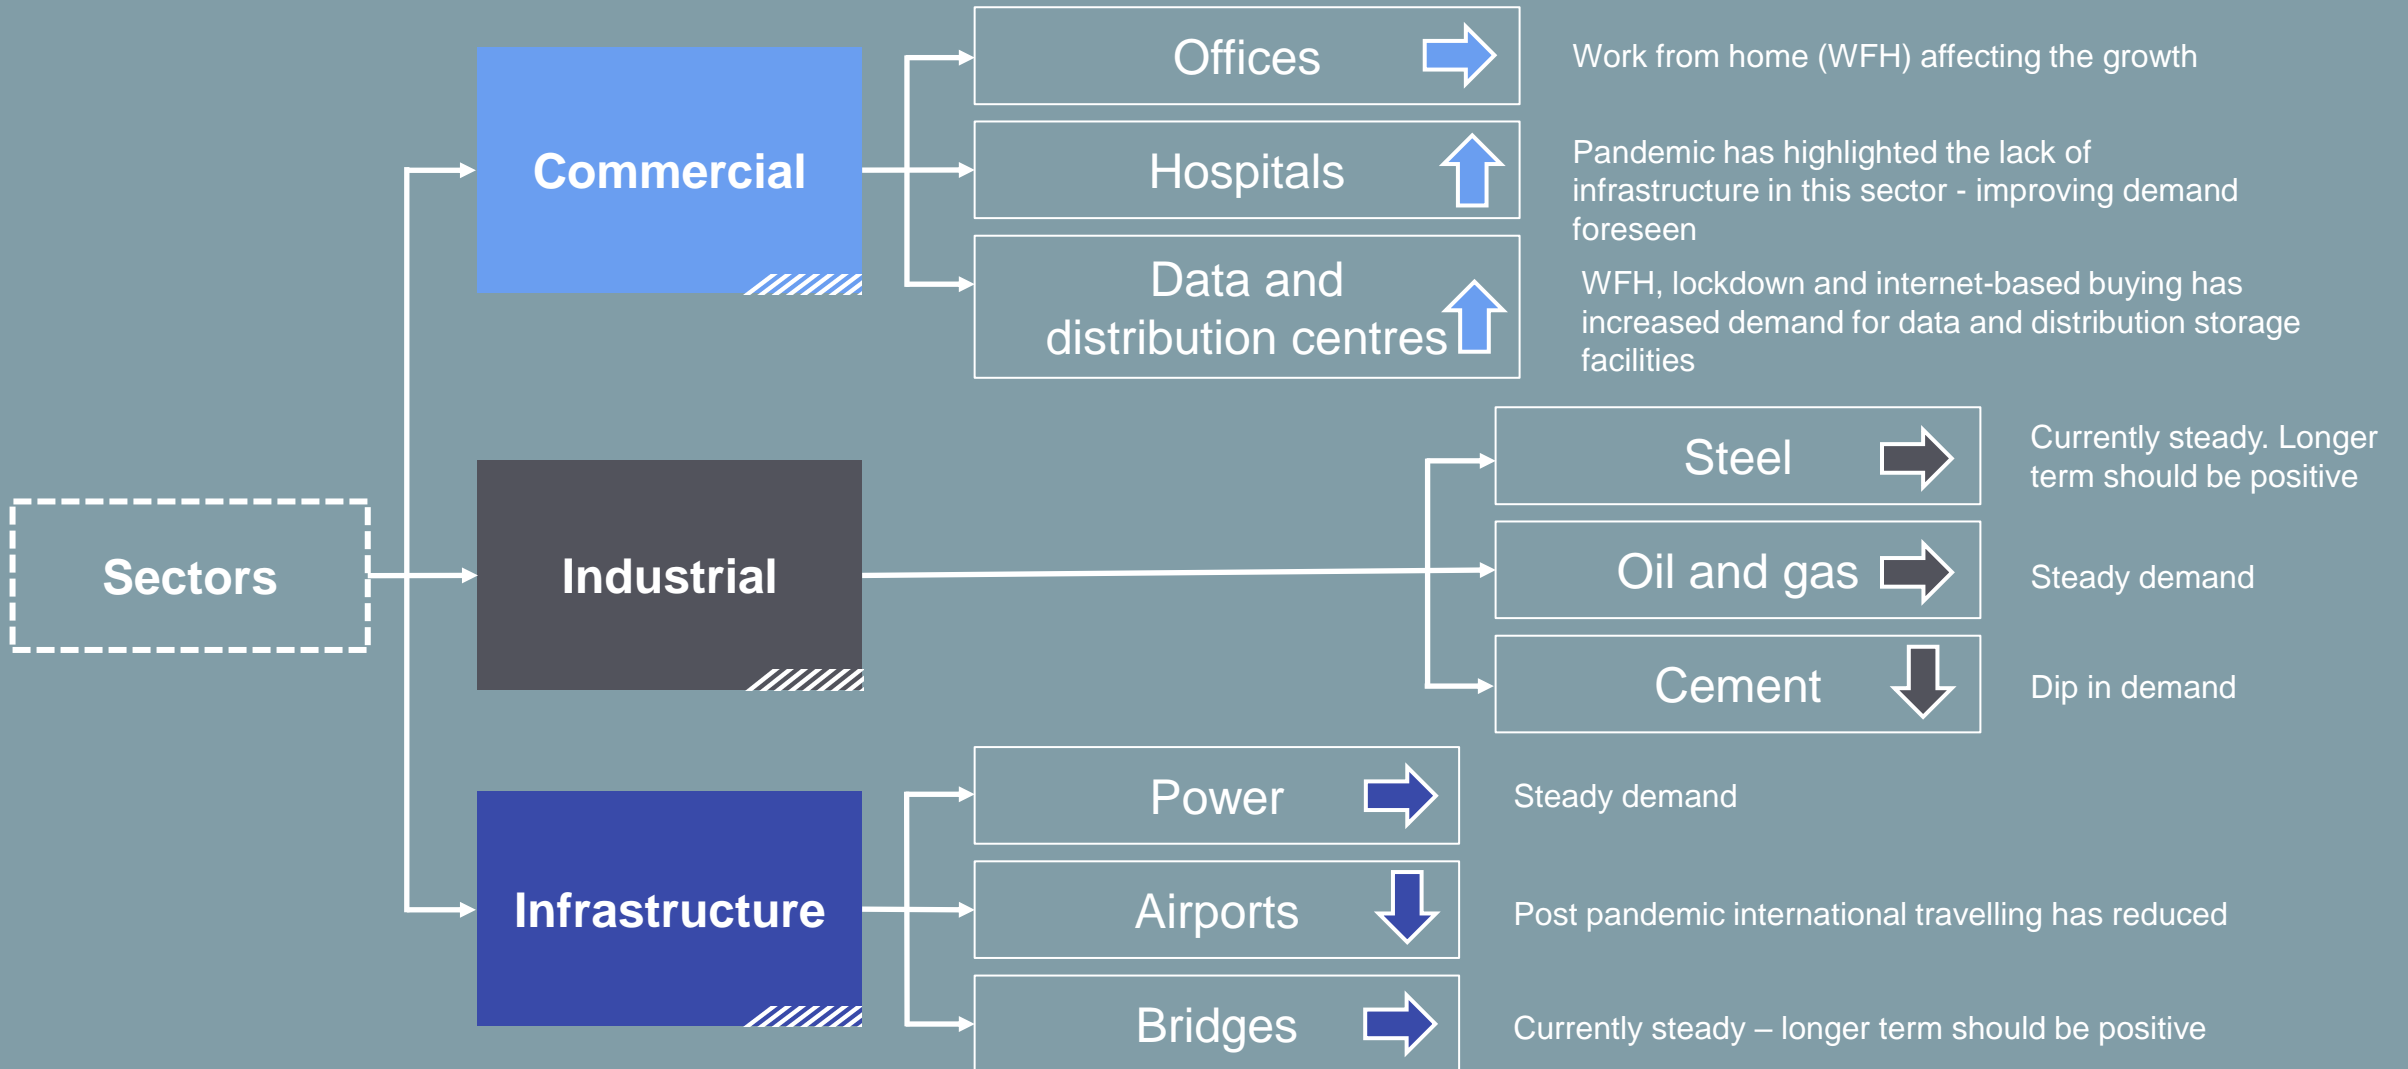 Sectors
Commercial
Offices
Work from home (WFH) affecting the growth
Hospitals
Pandemic has highlighted the lack of
infrastructure in this sector - improving demand
foreseen
Data and
distribution centres
WFH, lockdown and internet-based buying has
increased demand for data and distribution storage
facilities
Industrial
Steel
Currently steady. Longer
term should be positive
Oil and gas
Steady demand
Cement
Dip in demand
Infrastructure
Power
Steady demand
Airports
Post pandemic international travelling has reduced
Bridges
Currently steady – longer term should be positive